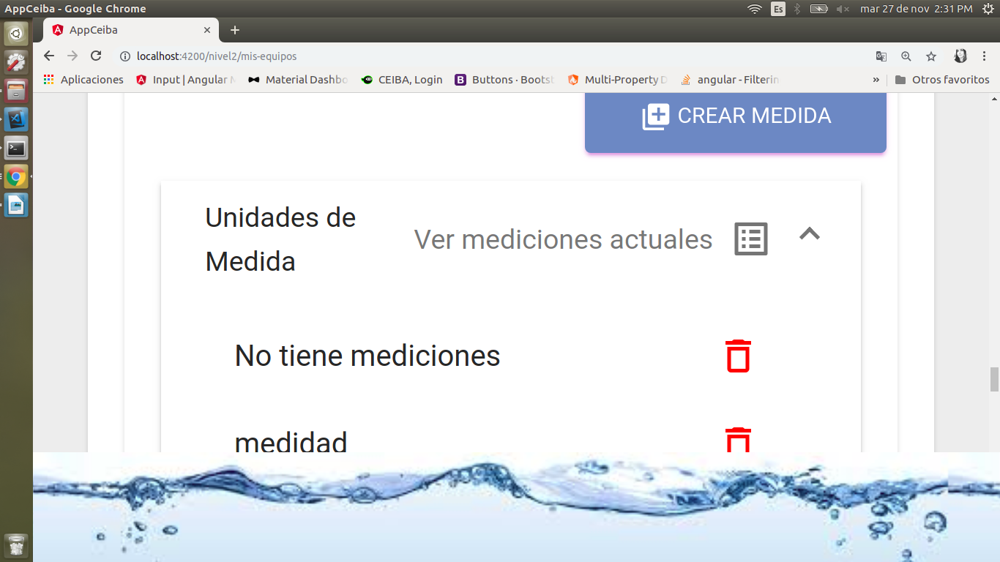 AppCeiba - Google Chrome
Es
mar 27 de nov 2:31 PM
AppCeiba
localhost:4200/nivel2/mis-equipos
Aplicaciones
Input | Angular M
Material Dashbo
CEIBA, Login
B
Buttons · Bootst
Multi-Property D
angular - Filterin
»
Otros favoritos
CREAR MEDIDA
Unidades de
Medida
Ver mediciones actuales
No tiene mediciones
medidad